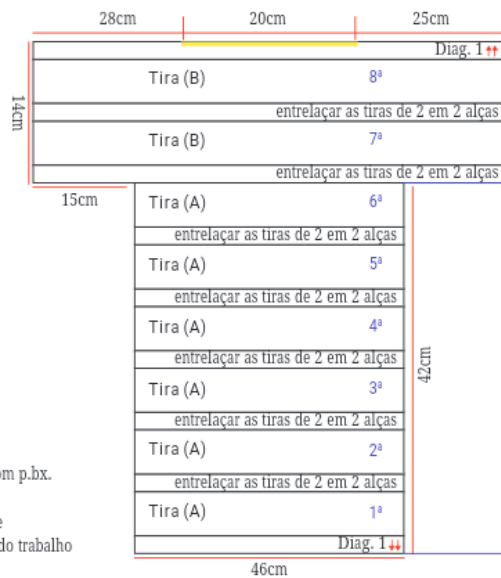 28cm 20cm 25cm
Diag. 1
Tira (B) 8ª
14cm
entrelaçar as tiras de 2 em 2 alças
Tira (B) 7ª
entrelaçar as tiras de 2 em 2 alças
15cm
Tira (A) 6ª
entrelaçar as tiras de 2 em 2 alças
Tira (A) 5ª
entrelaçar as tiras de 2 em 2 alças
Tira (A) 4ª
entrelaçar as tiras de 2 em 2 alças
42cm
Tira (A) 3ª
entrelaçar as tiras de 2 em 2 alças
Tira (A) 2ª
om p.bx.
entrelaçar as tiras de 2 em 2 alças
Tira (A) 1ª
e
do trabalho
Diag. 1
46cm